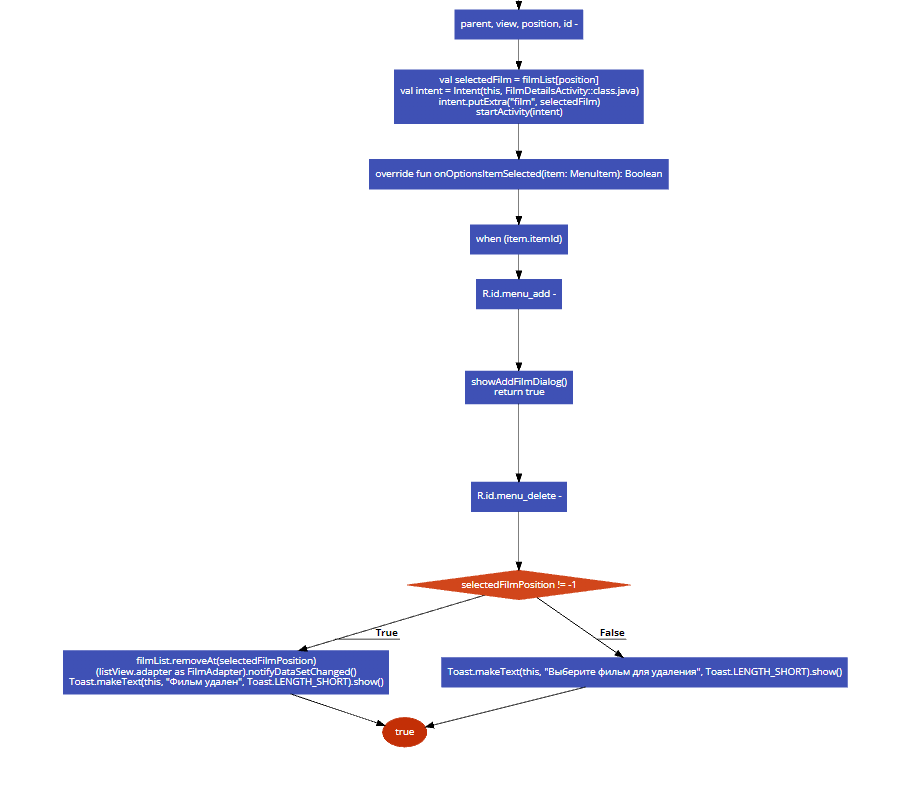 parent, view, position, id -
val selectedFilm = filmList[position]
val intent = Intent(this, FilmDetailsActivity::class.java)
intent.putExtra("film", selectedFilm)
startActivity(intent)
override fun onOptionsItemSelected(item: MenuItem): Boolean
when (item.itemId)
R.id.menu_add -
showAddFilmDialog()
return true
R.id.menu_delete -
selectedFilmPosition != -1
True
False
filmList.removeAt(selectedFilmPosition)
(listView.adapter as FilmAdapter).notifyDataSetChanged()
Toast.makeText(this, "Фильм удален", Toast.LENGTH_SHORT).show()
Toast.makeText(this, "Выберите фильм для удаления", Toast.LENGTH_SHORT).show()
true